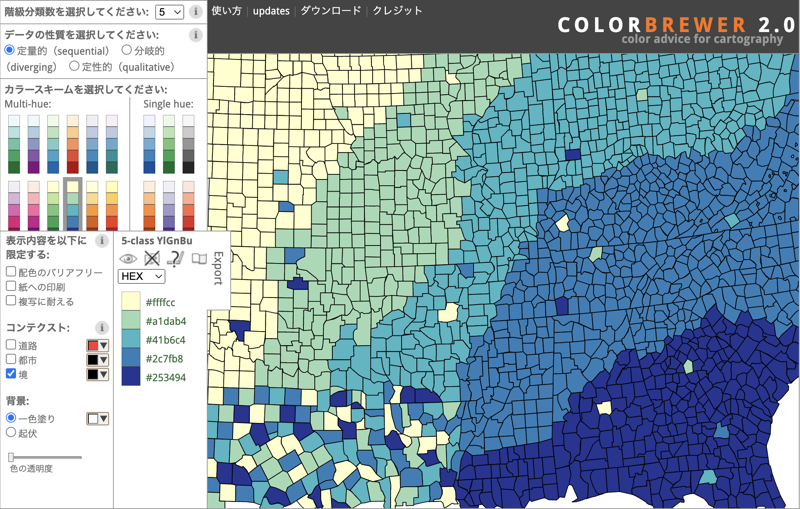 階級分類数を選択してください: 5
使い方 | updates | ダウンロード | クレジット
COLORBREWER 2.0
color advice for cartography
データの性質を選択してください:
定量的（sequential） 分岐的
（diverging） 定性的（qualitative）
カラースキームを選択してください:
Multi-hue: Single hue:
表示内容を以下に
限定する:
配色のバリアフリー
紙への印刷
複写に耐える
コンテクスト:
道路
都市
境
背景:
一色塗り
起伏
色の透明度
5-class YlGnBu
HEX
Export
#ffffcc
#a1dab4
#41b6c4
#2c7fb8
#253494